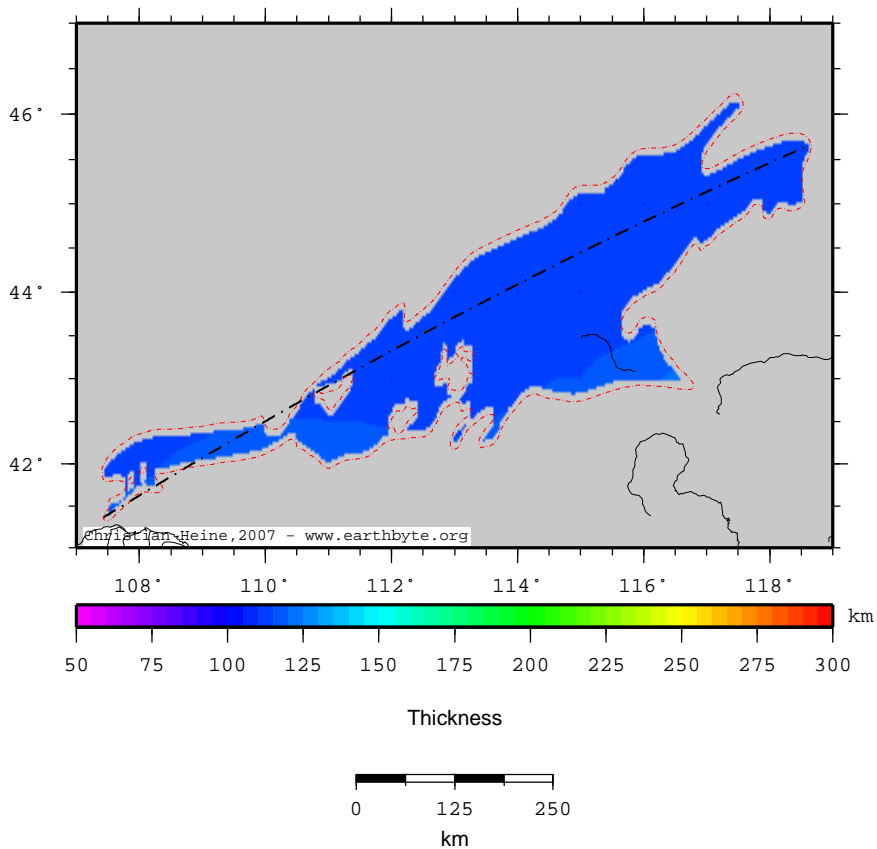 46°
44°
42°
Christian Heine,2007 - www.earthbyte.org
108° 110° 112° 114° 116° 118°
km
50 75 100 125 150 175 200 225 250 275 300
Thickness
0 125 250
km